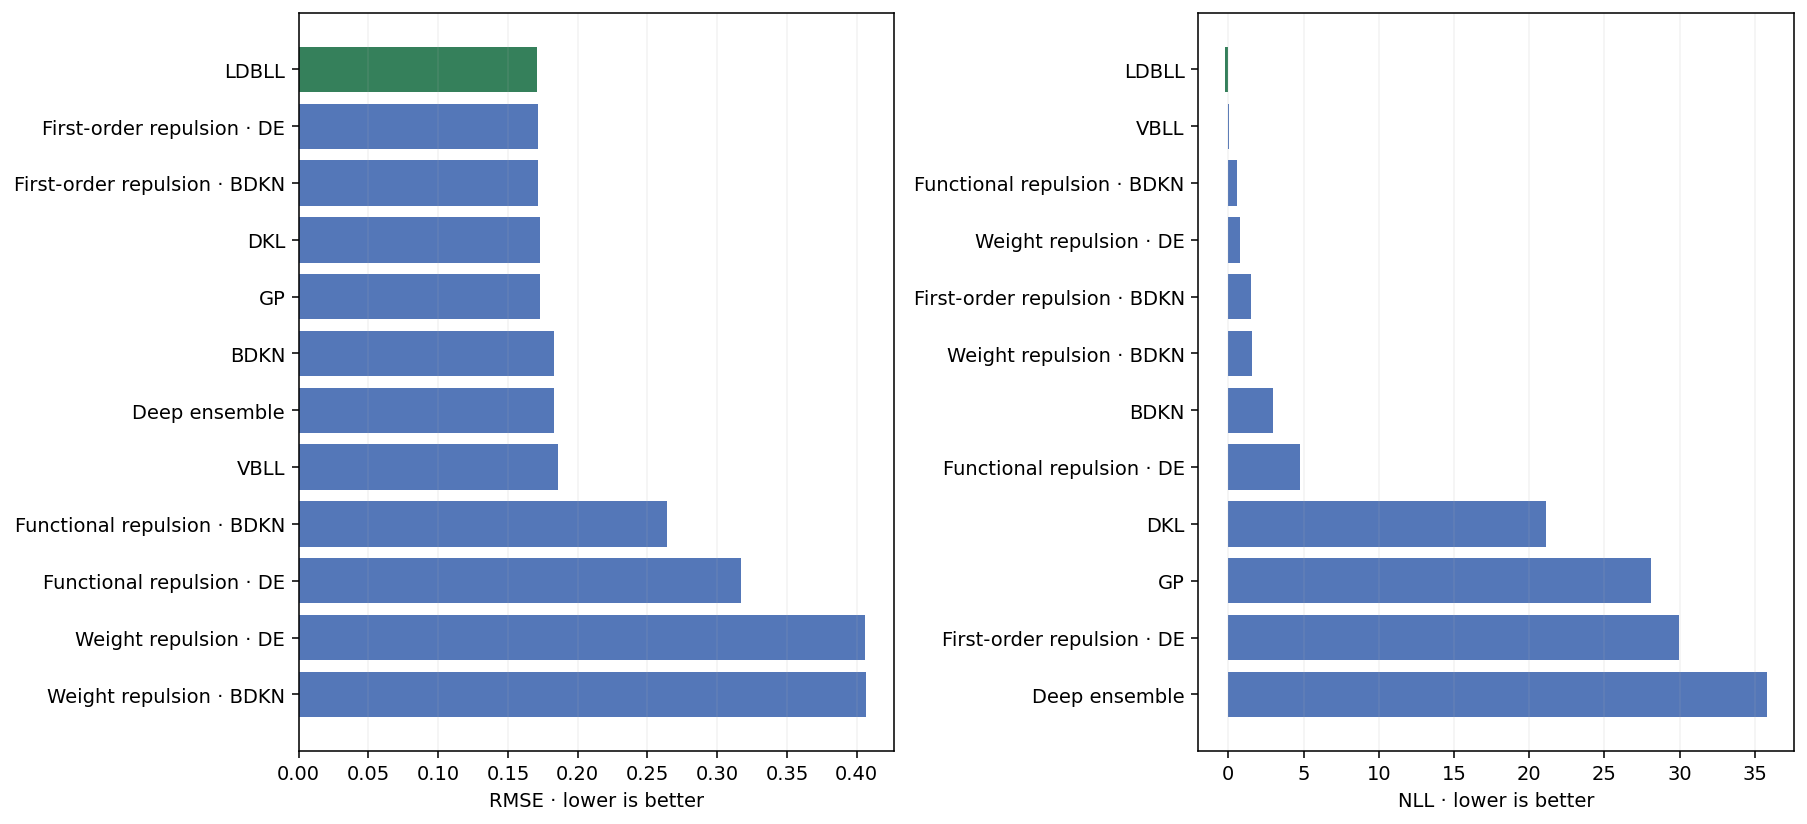 LDBLL
First-order repulsion · DE
First-order repulsion · BDKN
DKL
GP
BDKN
Deep ensemble
VBLL
Functional repulsion · BDKN
Functional repulsion · DE
Weight repulsion · DE
Weight repulsion · BDKN
0.00 0.05 0.10 0.15 0.20 0.25 0.30 0.35 0.40
RMSE · lower is better
LDBLL
VBLL
Functional repulsion · BDKN
Weight repulsion · DE
First-order repulsion · BDKN
Weight repulsion · BDKN
BDKN
Functional repulsion · DE
DKL
GP
First-order repulsion · DE
Deep ensemble
0 5 10 15 20 25 30 35
NLL · lower is better